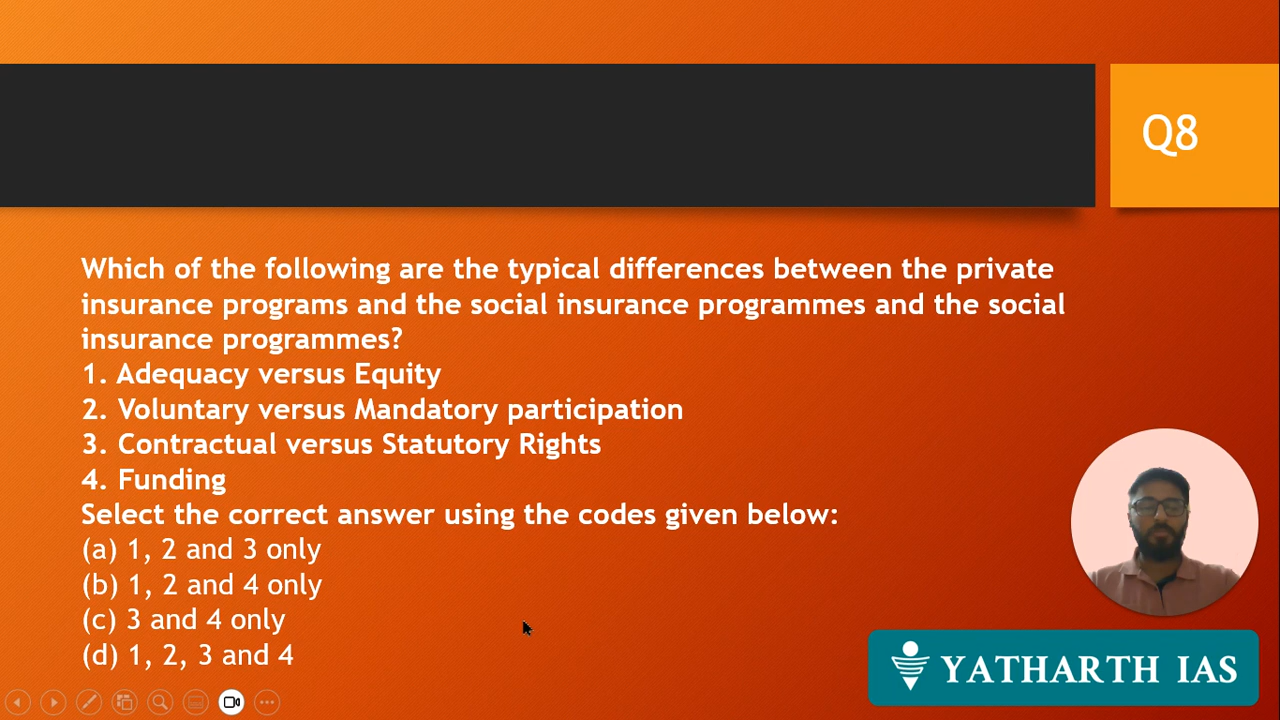 Q8
Which of the following are the typical differences between the private
insurance programs and the social insurance programmes and the social
insurance programmes?
1. Adequacy versus Equity
2. Voluntary versus Mandatory participation
3. Contractual versus Statutory Rights
4. Funding
Select the correct answer using the codes given below:
(a) 1, 2 and 3 only
(b) 1, 2 and 4 only
(c) 3 and 4 only
(d) 1, 2, 3 and 4
YATHARTH IAS